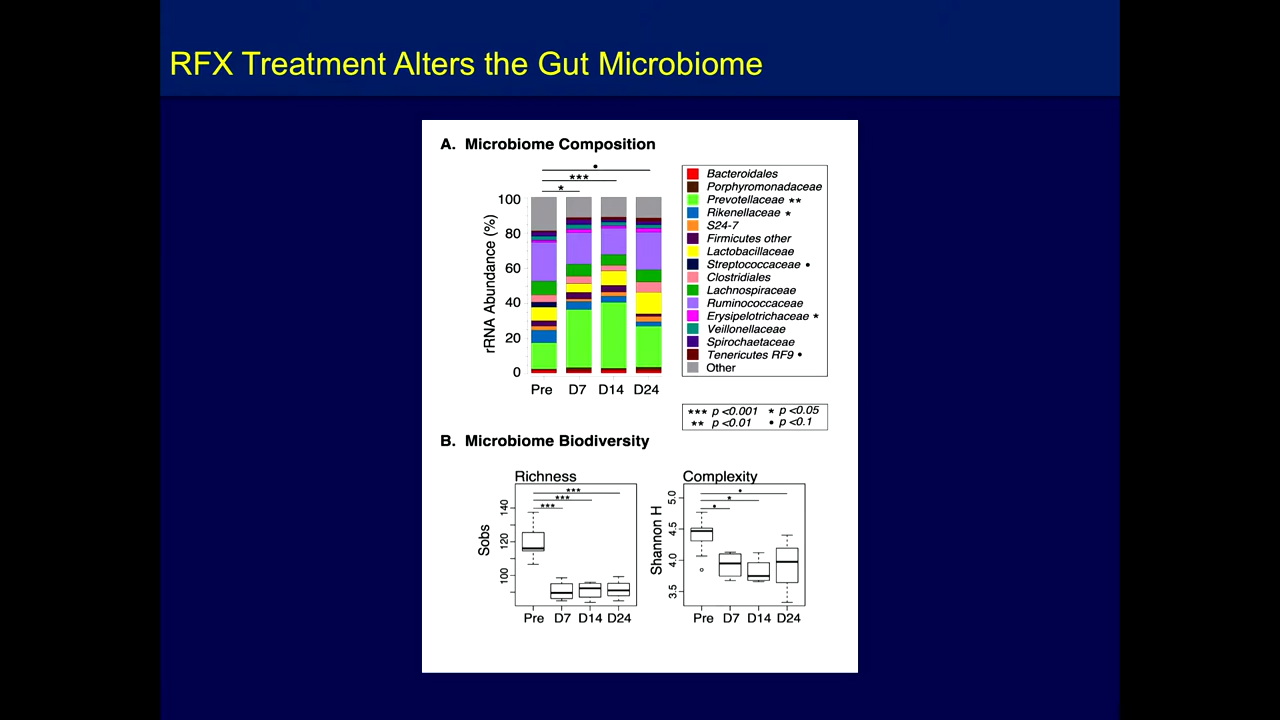 RFX Treatment Alters the Gut Microbiome
A. Microbiome Composition
•
***
*
rRNA Abundance (%)
100
80
60
40
20
0
Pre D7 D14 D24
Bacteroidales
Porphyromonadaceae
Prevotellaceae **
Rikenellaceae *
S24-7
Firmicutes other
Lactobacillaceae
Streptococcaceae •
Clostridiales
Lachnospiraceae
Ruminococcaceae
Erysipelotrichaceae *
Veillonellaceae
Spirochaetaceae
Tenericutes RF9 •
Other
*** p <0.001 * p <0.05
** p <0.01 • p <0.1
B. Microbiome Biodiversity
Richness
***
***
***
Sobs
140
120
100
Pre D7 D14 D24
Complexity
•
*
•
Shannon H
5.0
4.5
4.0
3.5
Pre D7 D14 D24